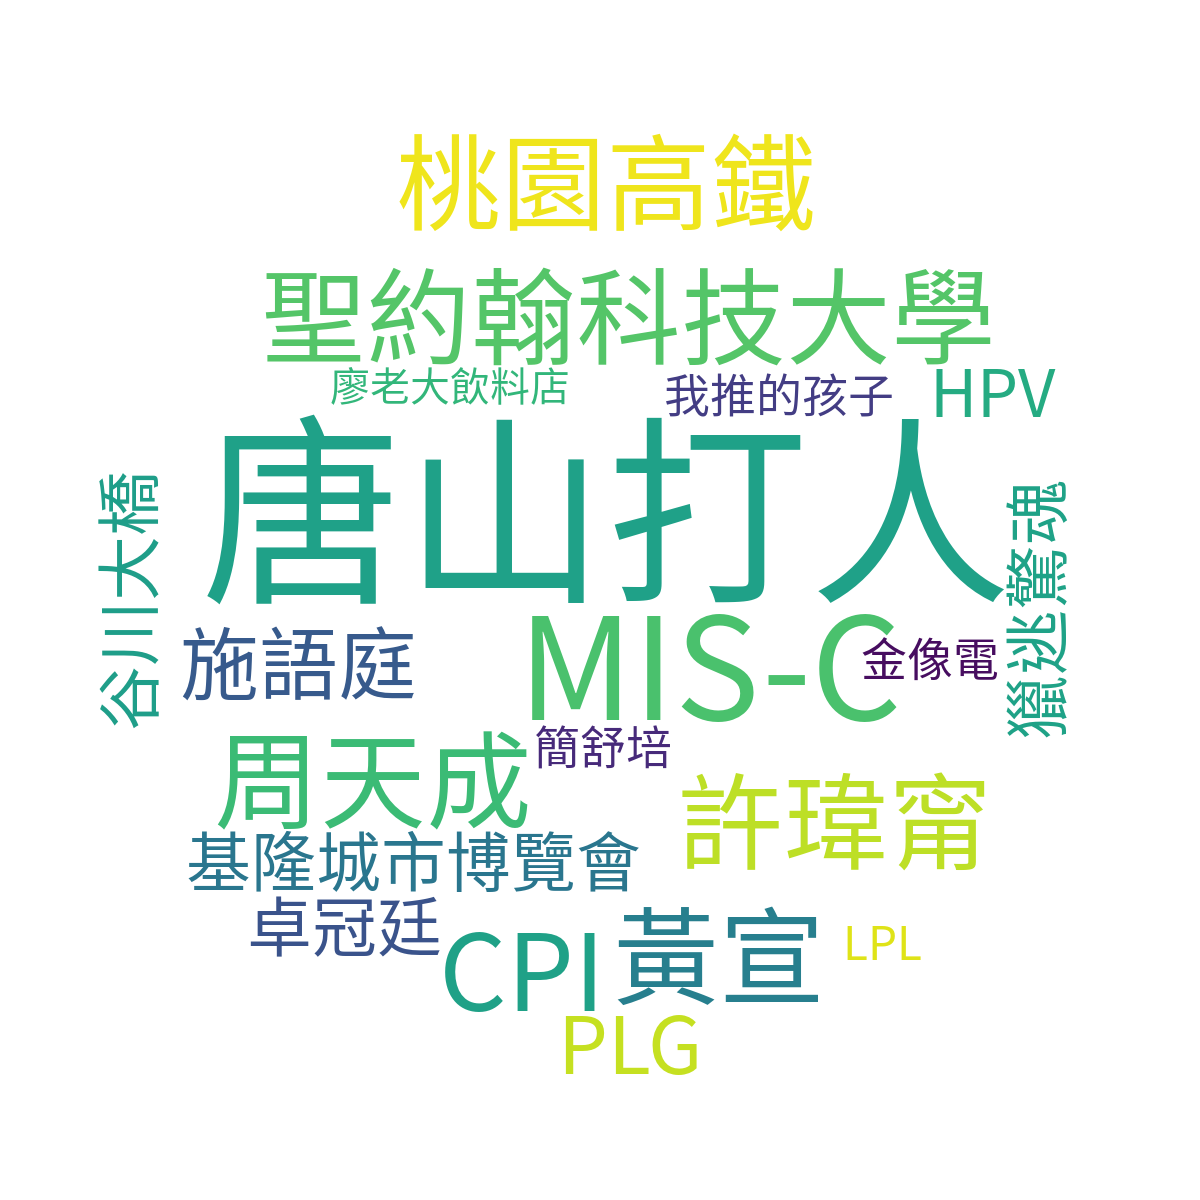 桃園高鐵
聖約翰科技大學
廖老大飲料店
我推的孩子
HPV
唐山打人
谷川大橋
獵逃驚魂
MIS-C
施語庭
金像電
周天成
簡舒培
許瑋甯
基隆城市博覽會
卓冠廷
CPI
黃宣
LPL
PLG